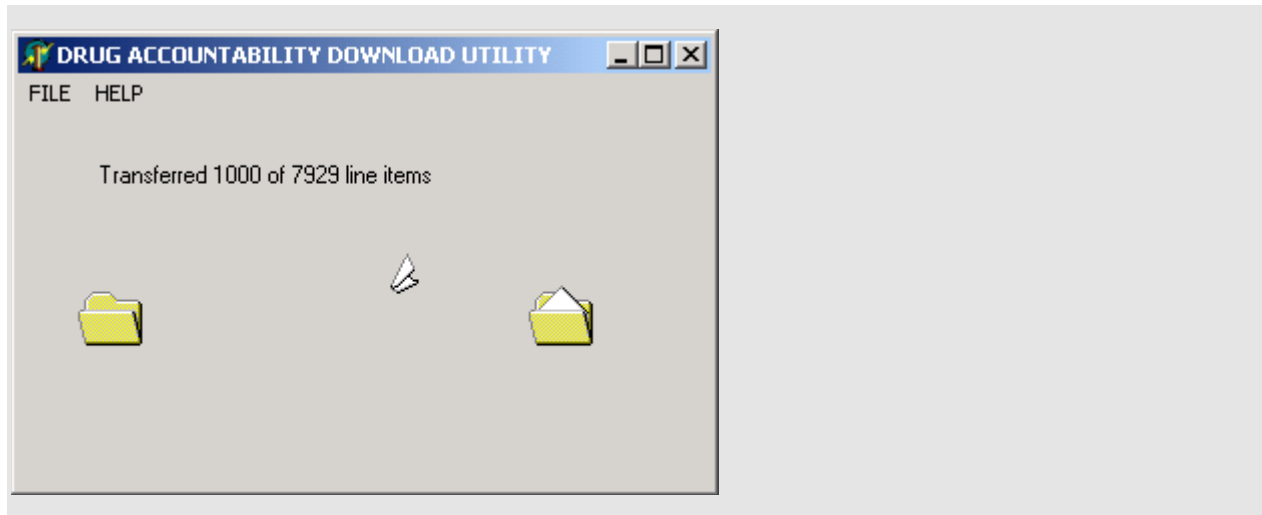 DRUG ACCOUNTABILITY DOWNLOAD UTILITY
FILE HELP
Transferred 1000 of 7929 line items